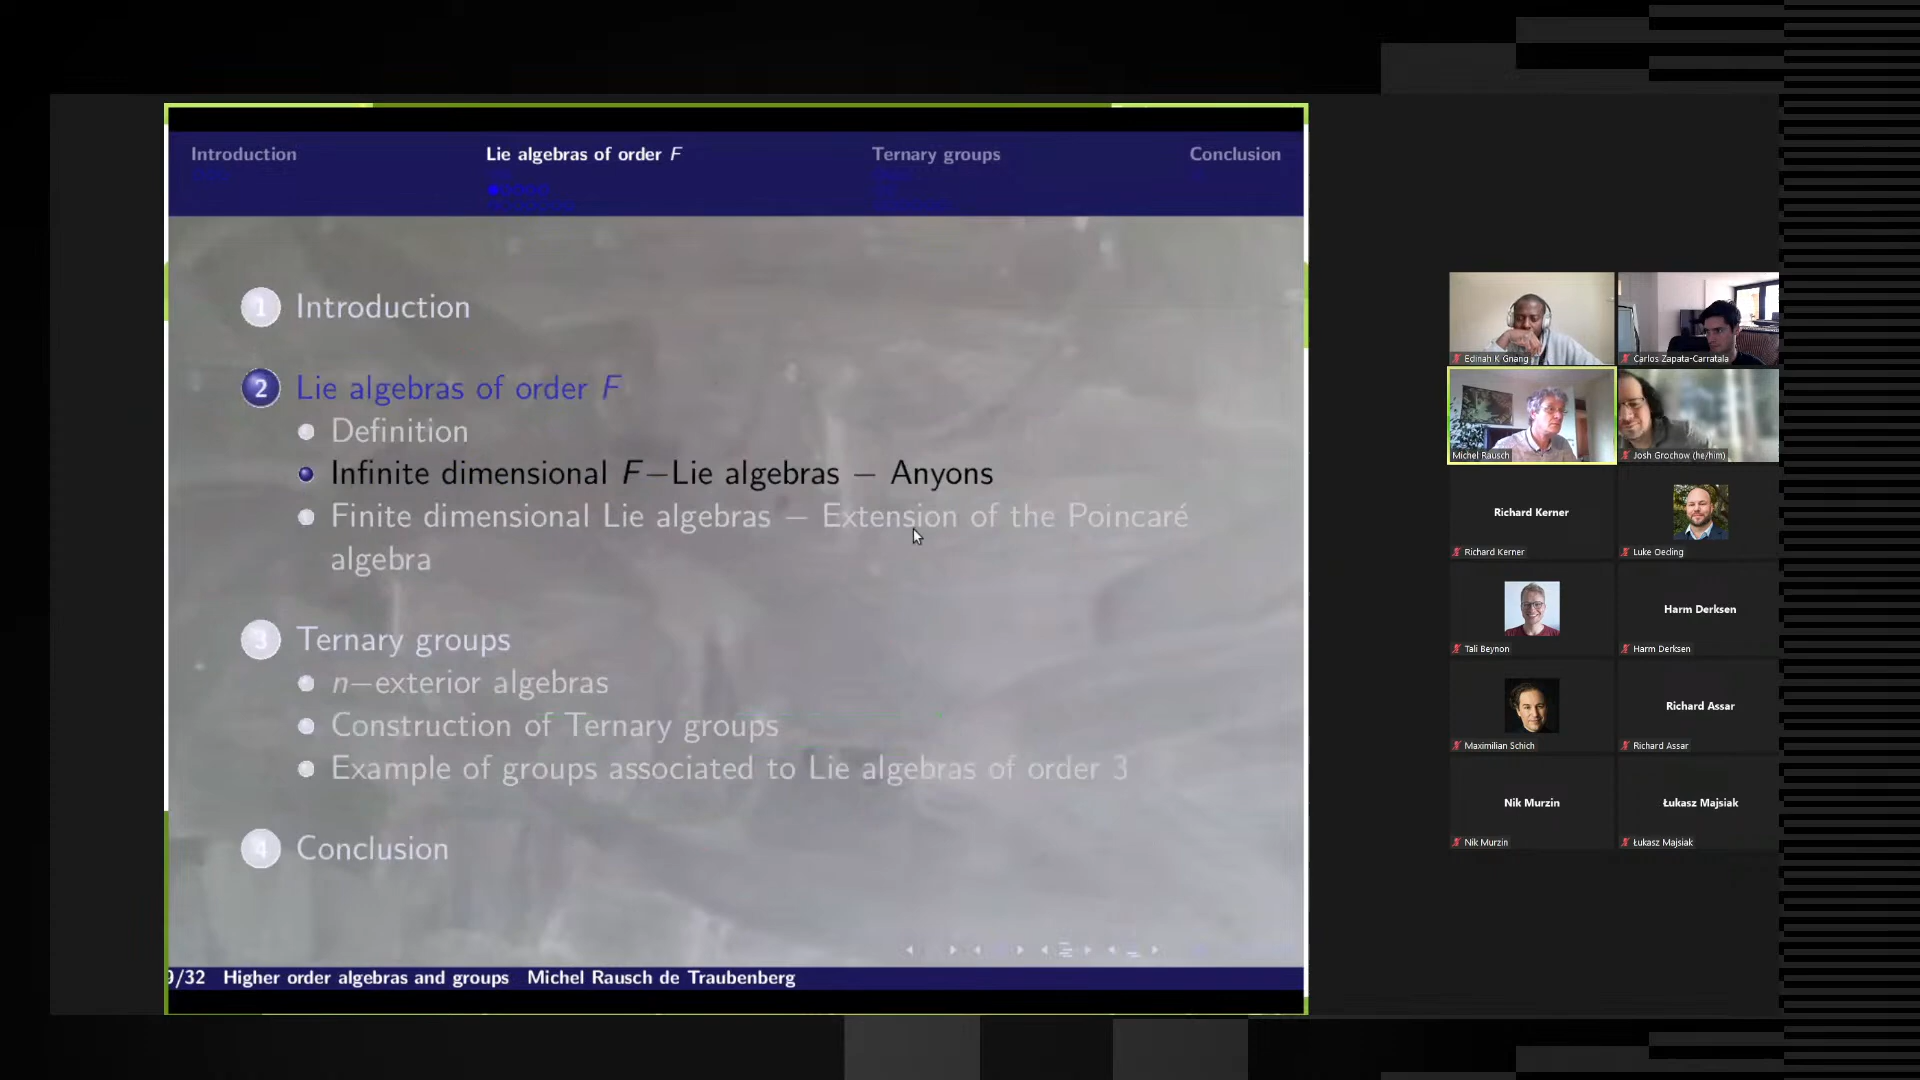 Introduction
Lie algebras of order F
Ternary groups
Conclusion
1 Introduction
2 Lie algebras of order F
Definition
Infinite dimensional F−Lie algebras − Anyons
Finite dimensional Lie algebras − Extension of the Poincaré
algebra
3 Ternary groups
n−exterior algebras
Construction of Ternary groups
Example of groups associated to Lie algebras of order 3
4 Conclusion
9/32 Higher order algebras and groups Michel Rausch de Traubenberg
Edinah K Gnang
Carlos Zapata-Carratala
Michel Rausch
Josh Grochow (he/him)
Richard Kerner
Richard Kerner
Luke Oeding
Tali Beynon
Harm Derksen
Harm Derksen
Maximilian Schich
Richard Assar
Richard Assar
Nik Murzin
Nik Murzin
Łukasz Majsiak
Łukasz Majsiak